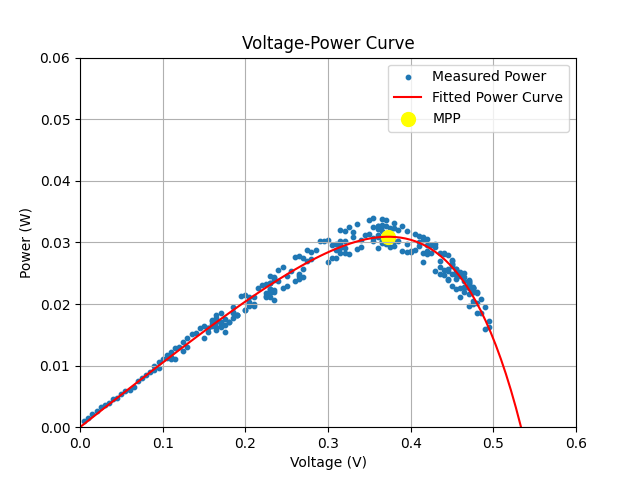 Voltage-Power Curve
Measured Power
Fitted Power Curve
MPP
Power (W)
0.06
0.05
0.04
0.03
0.02
0.01
0.00
0.0 0.1 0.2 0.3 0.4 0.5 0.6
Voltage (V)